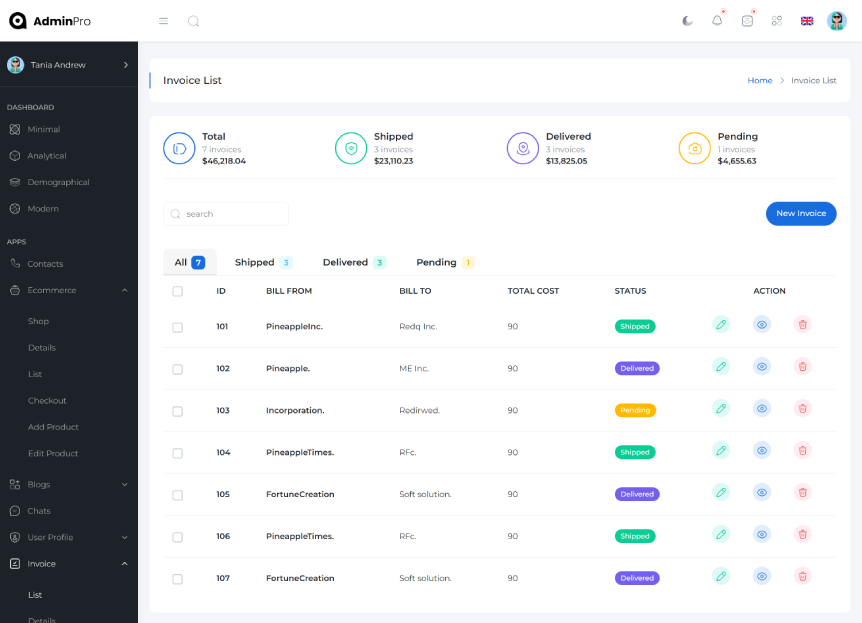 AdminPro
Tania Andrew
DASHBOARD
Minimal
Analytical
Demographical
Modern
APPS
Contacts
Ecommerce
Shop
Details
List
Checkout
Add Product
Edit Product
Blogs
Chats
User Profile
Invoice
List
Details
Invoice List
Home > Invoice List
Total
7 invoices
$46,218.04
Shipped
3 invoices
$23,110.23
Delivered
3 invoices
$13,825.05
Pending
1 invoices
$4,655.63
search
New Invoice
All 7 Shipped 3 Delivered 3 Pending 1
ID BILL FROM BILL TO TOTAL COST STATUS ACTION
101 PineappleInc. Redq Inc. 90 Shipped
102 Pineapple. ME Inc. 90 Delivered
103 Incorporation. Redirwed. 90 Pending
104 PineappleTimes. RFc. 90 Shipped
105 FortuneCreation Soft solution. 90 Delivered
106 PineappleTimes. RFc. 90 Shipped
107 FortuneCreation Soft solution. 90 Delivered